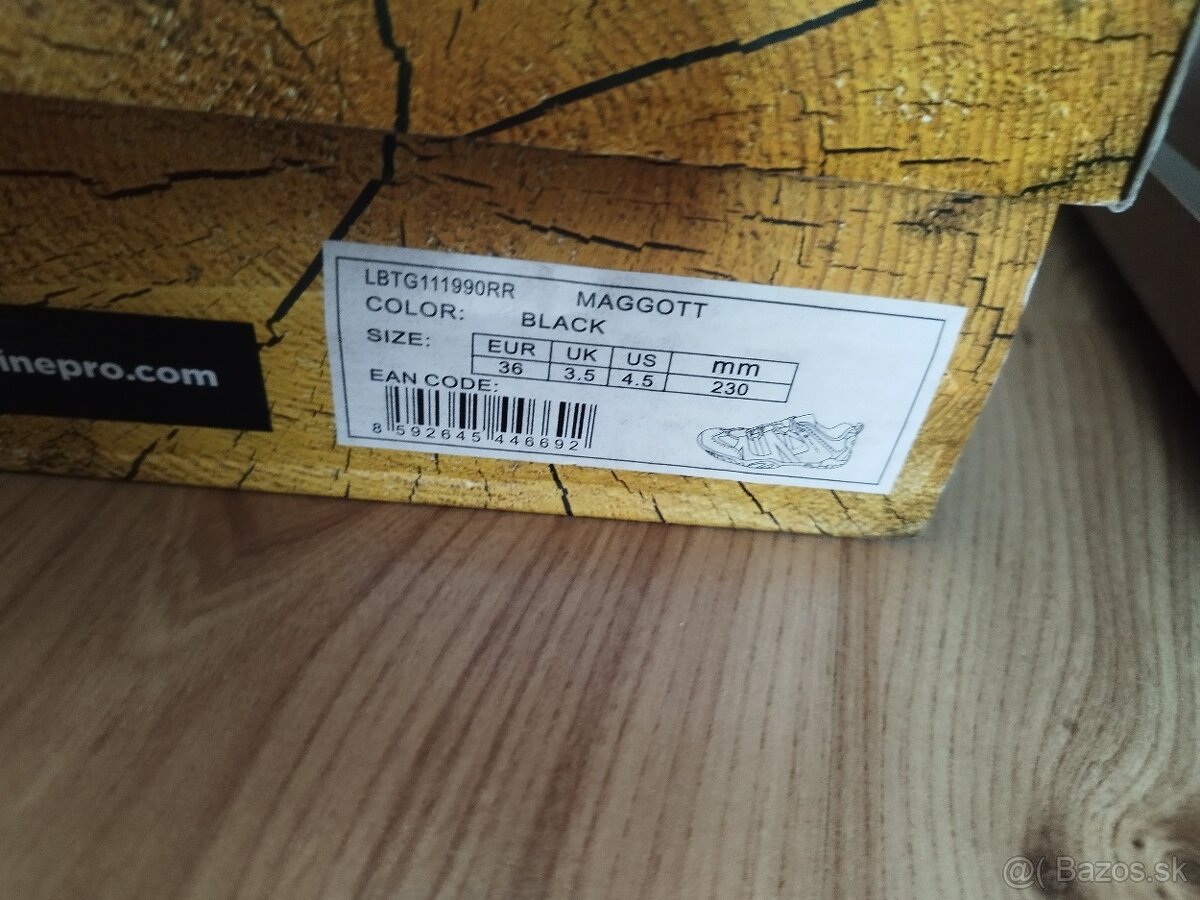 LBTG111990RR MAGGOTT
COLOR: BLACK
SIZE: EUR UK US mm
36 3.5 4.5 230
EAN CODE:
8 592645 446692
inepro.com
@( Bazos.sk